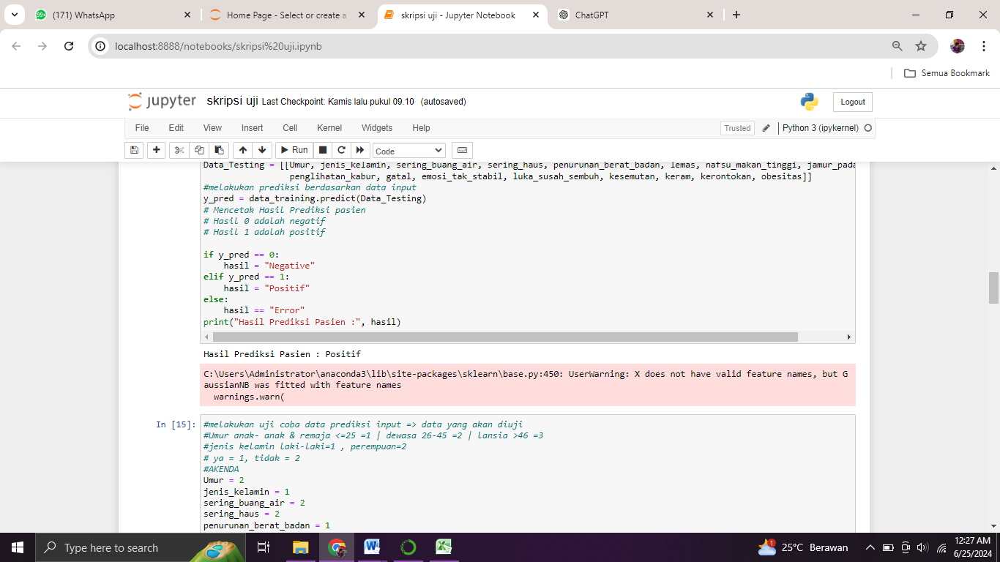 (171) WhatsApp
Home Page - Select or create a
skripsi uji - Jupyter Notebook
ChatGPT
localhost:8888/notebooks/skripsi%20uji.ipynb
Semua Bookmark
jupyter skripsi uji Last Checkpoint: Kamis lalu pukul 09.10 (autosaved)
Logout
File Edit View Insert Cell Kernel Widgets Help
Trusted
Python 3 (ipykernel)
Run
Code
Data_Testing = [[Umur, jenis_kelamin, sering_buang_air, sering_haus, penurunan_berat_badan, lemas, nafsu_makan_tinggi, jamur_pada
penglihatan_kabur, gatal, emosi_tak_stabil, luka_susah_sembuh, kesemutan, keram, kerontokan, obesitas]]
#melakukan prediksi berdasarkan data input
y_pred = data_training.predict(Data_Testing)
# Mencetak Hasil Prediksi pasien
# Hasil 0 adalah negatif
# Hasil 1 adalah positif
if y_pred == 0:
    hasil = "Negative"
elif y_pred == 1:
    hasil = "Positif"
else:
    hasil == "Error"
print("Hasil Prediksi Pasien :", hasil)
Hasil Prediksi Pasien : Positif
C:\Users\Administrator\anaconda3\lib\site-packages\sklearn\base.py:450: UserWarning: X does not have valid feature names, but G
aussianNB was fitted with feature names
  warnings.warn(
In [15]:
#melakukan uji coba data prediksi input => data yang akan diuji
#Umur anak- anak & remaja <=25 =1 | dewasa 26-45 =2 | lansia >46 =3
#jenis kelamin laki-laki=1 , perempuan=2
# ya = 1, tidak = 2
#AKENDA
Umur = 2
jenis_kelamin = 1
sering_buang_air = 2
sering_haus = 2
penurunan_berat_badan = 1
Type here to search
25°C Berawan
12:27 AM
6/25/2024